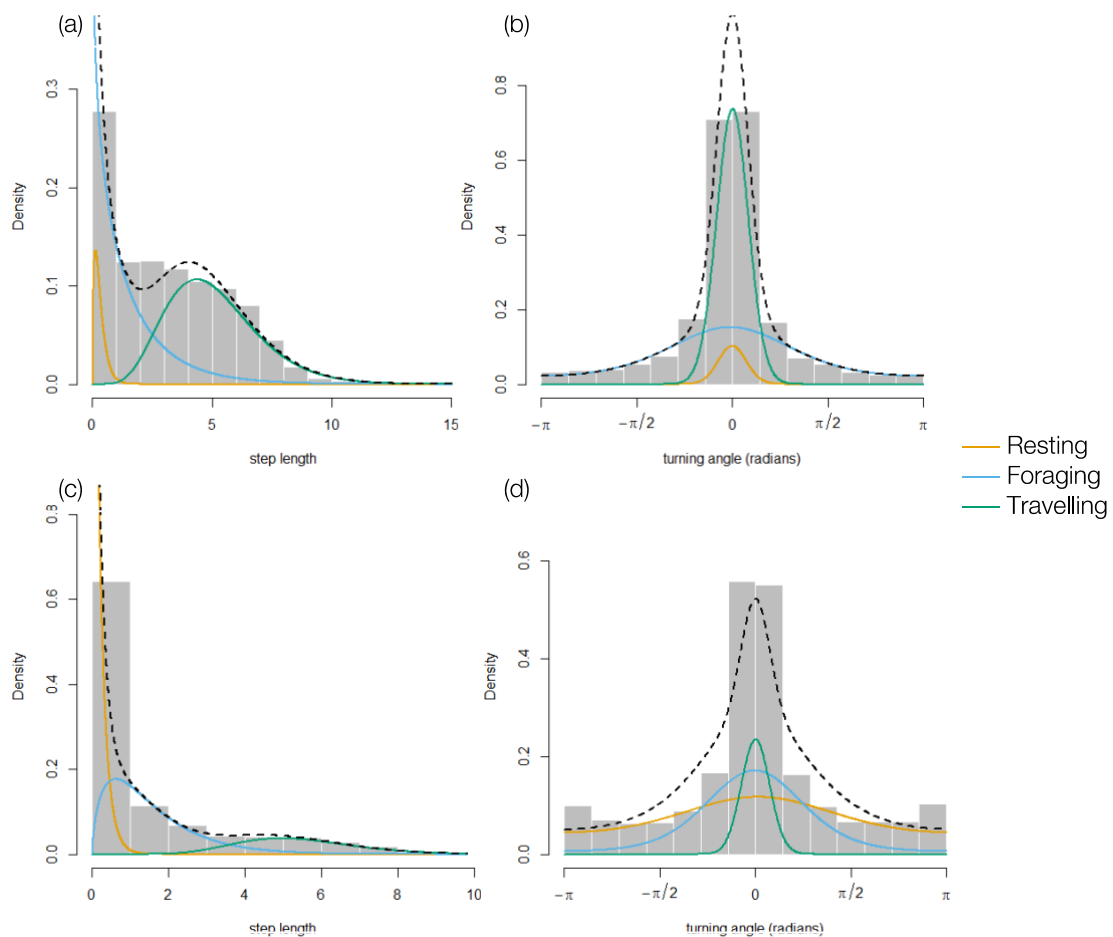 (a)
Density
0.0 0.1 0.2 0.3
0 5 10 15
step length
(b)
Density
0.0 0.2 0.4 0.6 0.8
−π −π/2 0 π/2 π
turning angle (radians)
Resting
Foraging
Travelling
(c)
Density
0.0 0.2 0.4 0.6 0.8
0 2 4 6 8 10
step length
(d)
Density
0.0 0.2 0.4 0.6
−π −π/2 0 π/2 π
turning angle (radians)